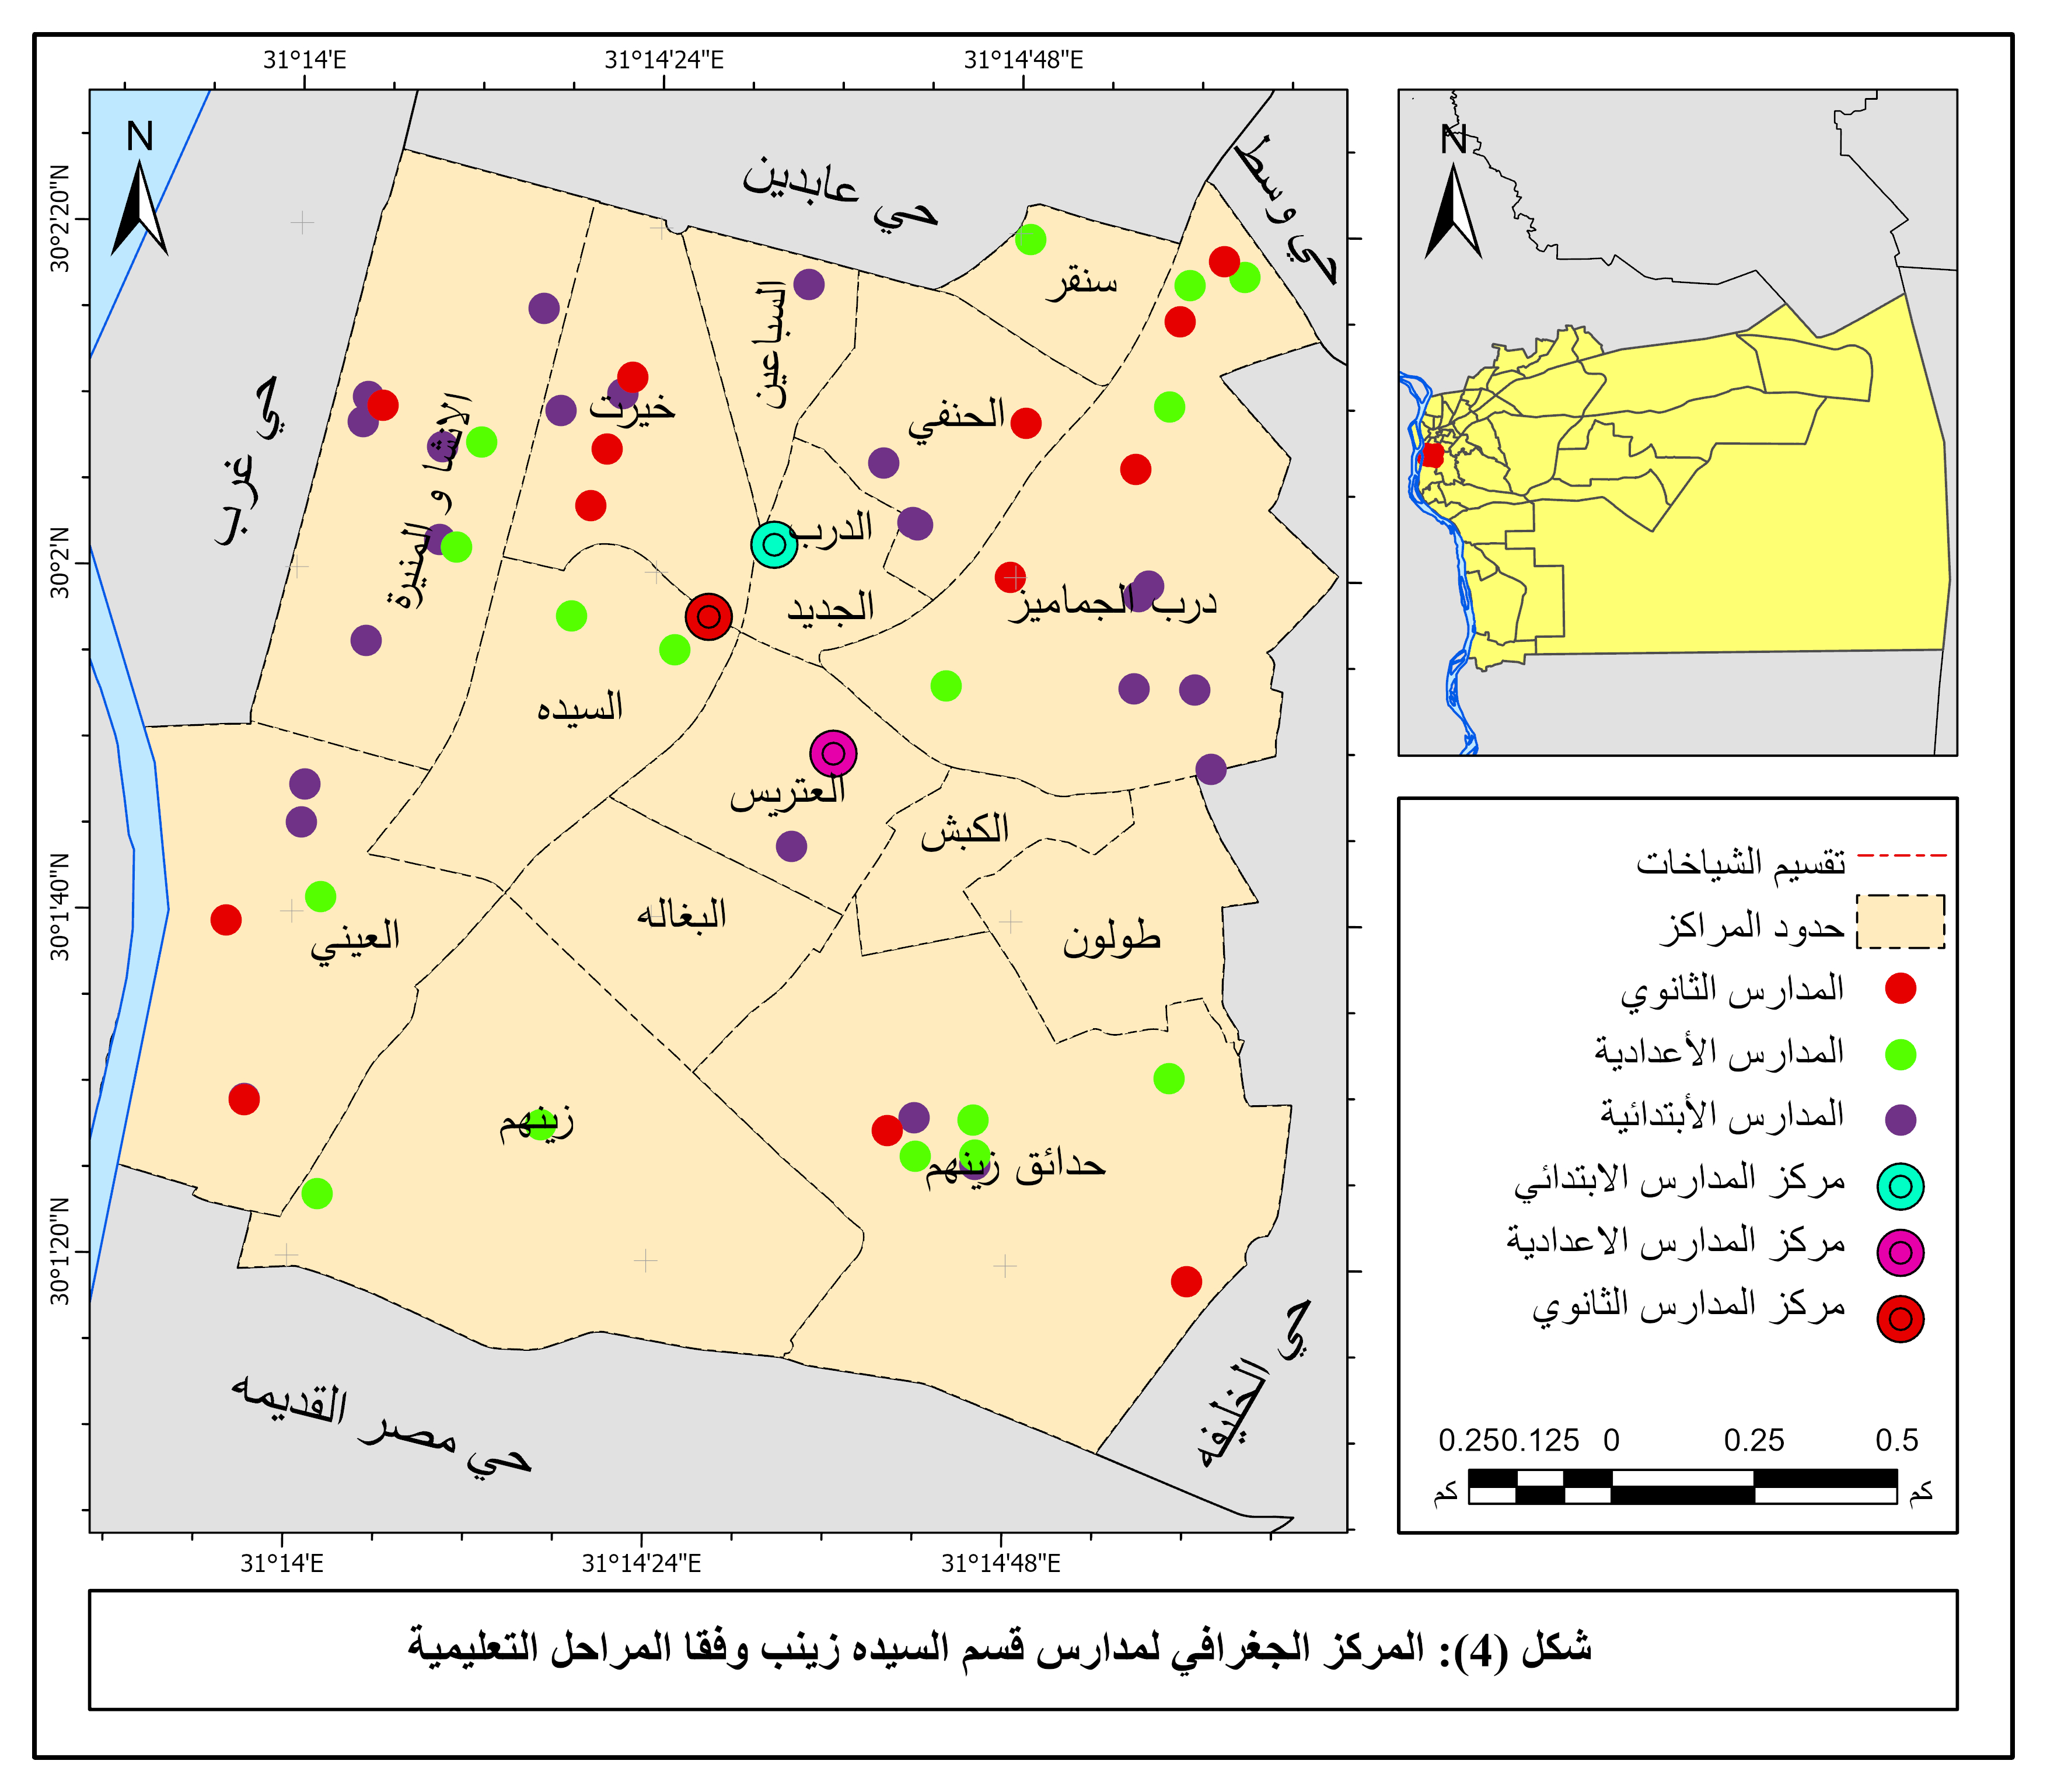 31°14'E 31°14'24"E 31°14'48"E
N
N
30°2'20"N
30°2'N
30°1'40"N
30°1'20"N
حي عابدين
حي وسط
حي غرب
سنقر
السباعين
خيرت
الحنفي
الانشا و المنيرة
الدرب
الجديد
درب الجماميز
السيده
العتريس
الكبش
البغاله
طولون
العيني
زينهم
حدائق زينهم
حي الخليفه
حي مصر القديمه
31°14'E 31°14'24"E 31°14'48"E
تقسيم الشياخات
حدود المراكز
المدارس الثانوي
المدارس الأعدادية
المدارس الأبتدائية
مركز المدارس الابتدائي
مركز المدارس الاعدادية
مركز المدارس الثانوي
0.25 0.125 0 0.25 0.5
كم كم
شكل (4): المركز الجغرافي لمدارس قسم السيده زينب وفقا المراحل التعليمية